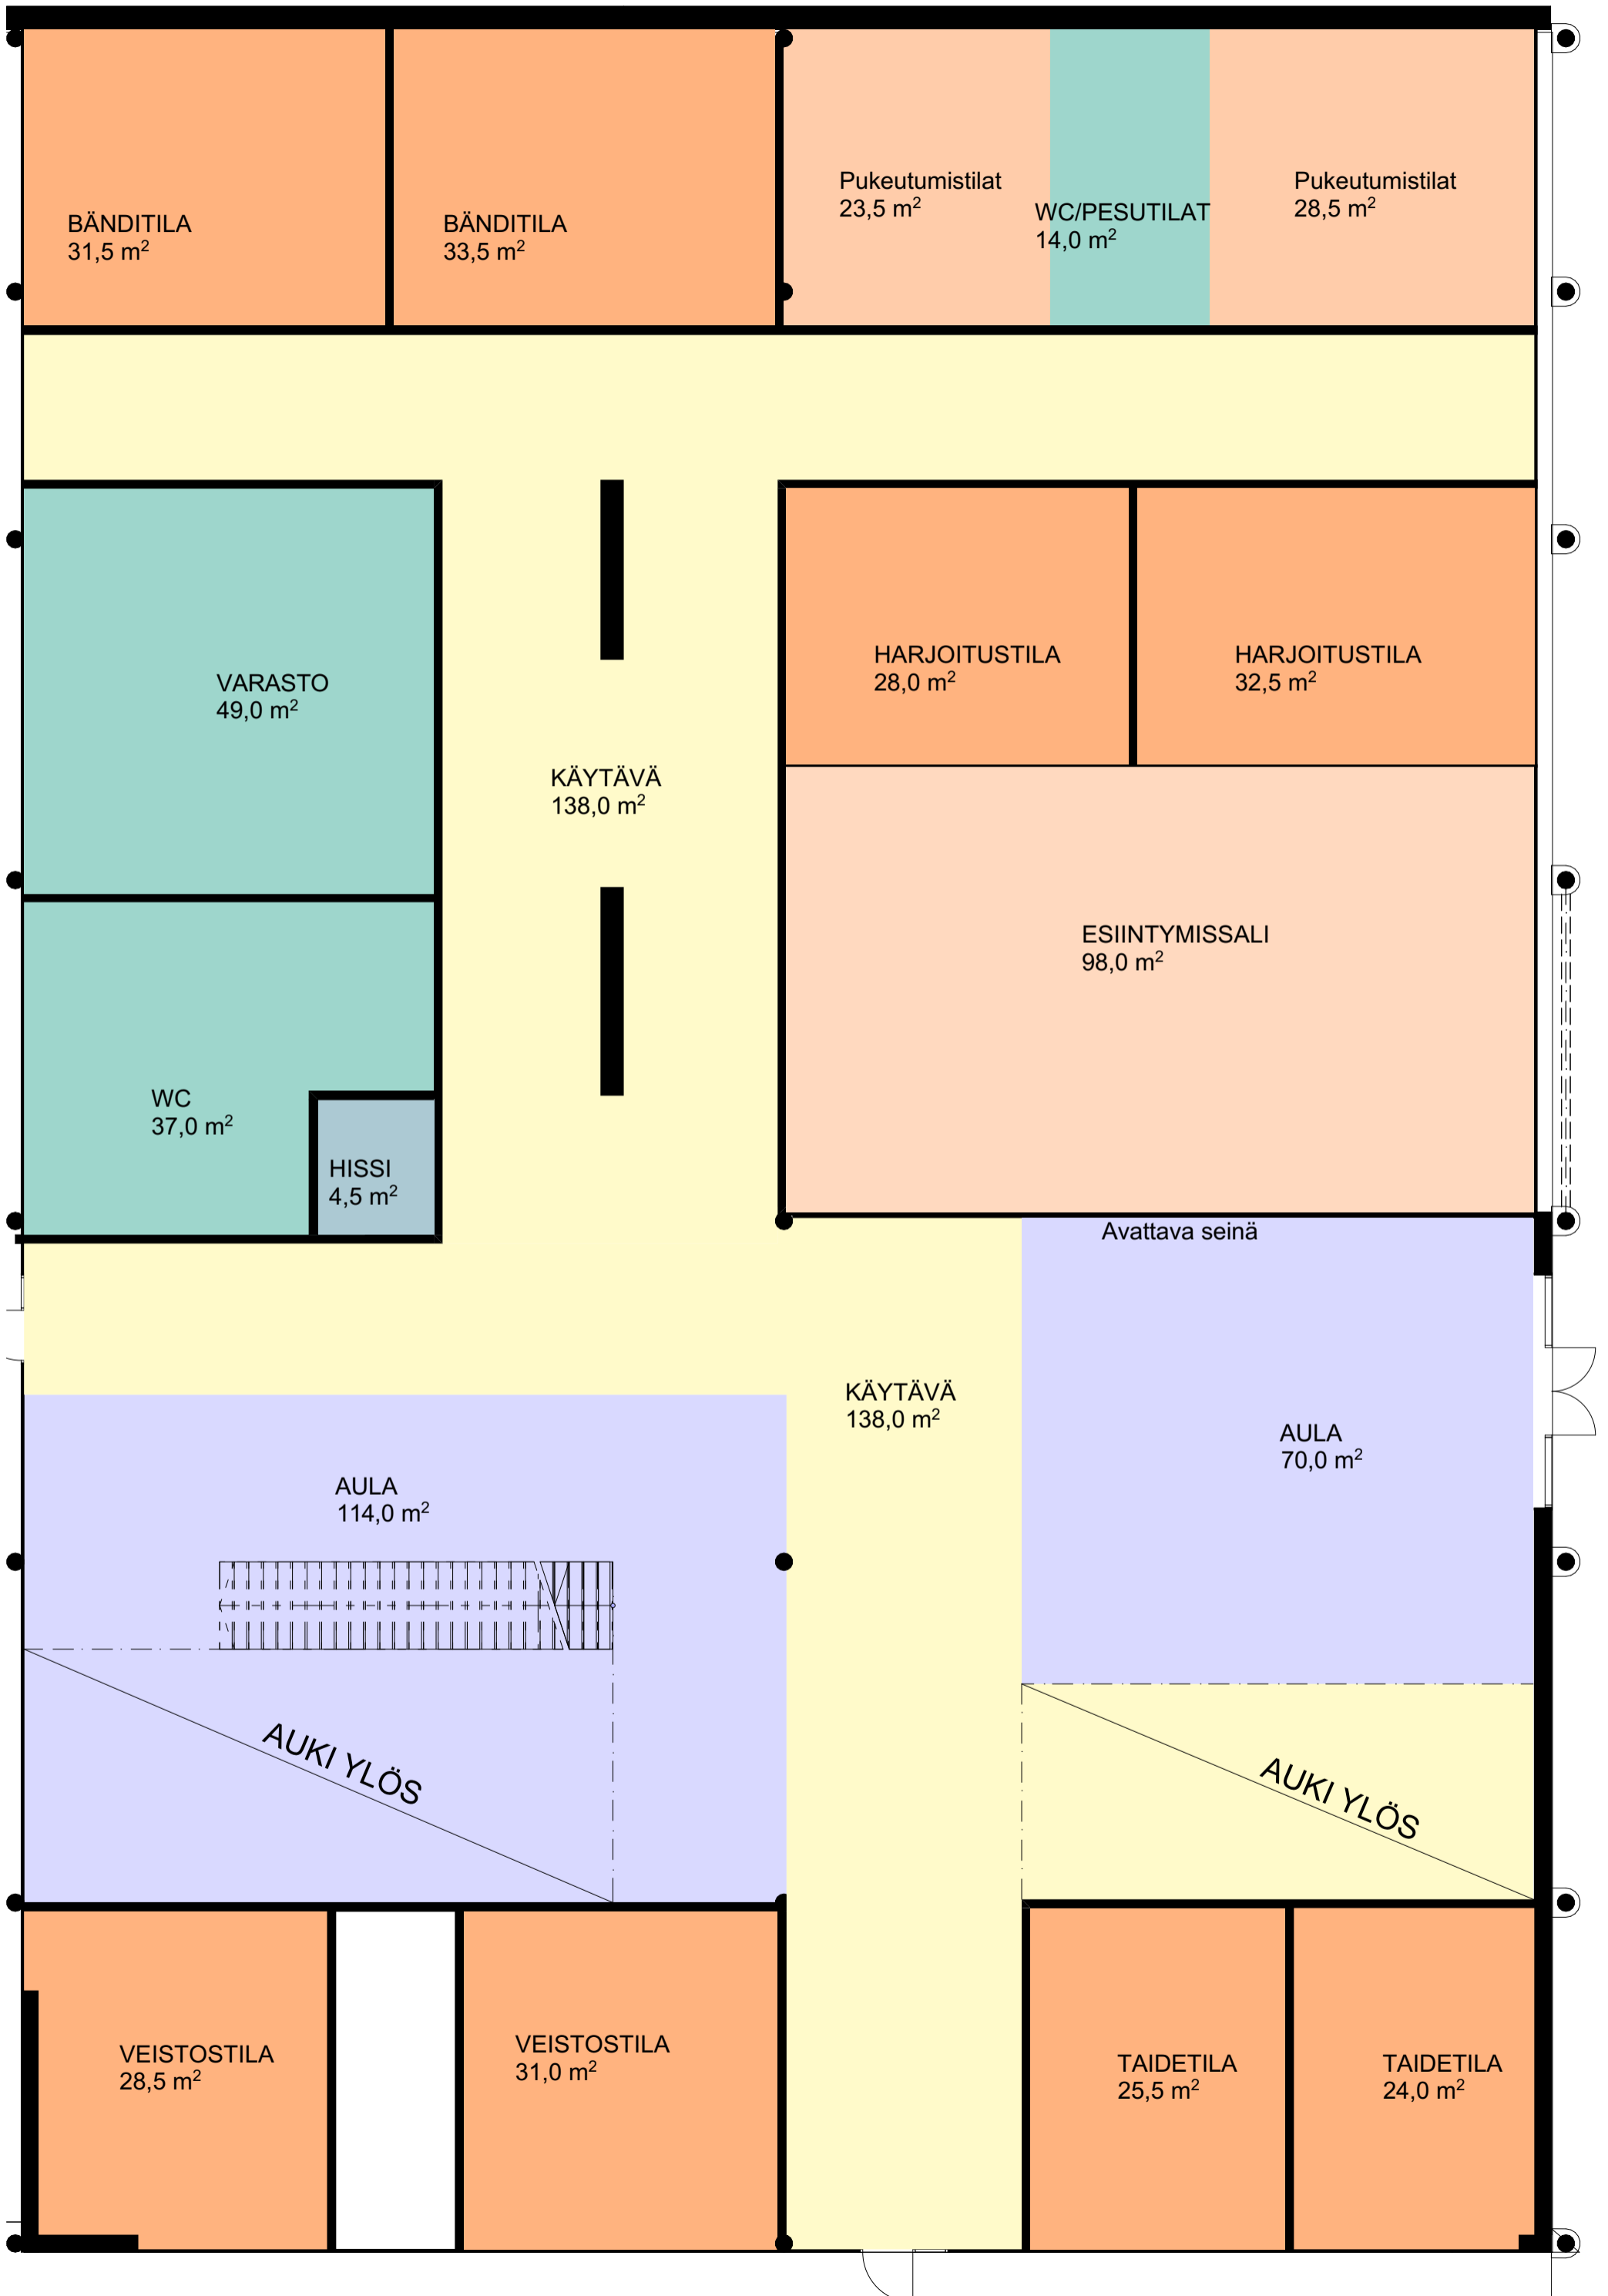 BÄNDITILA
31,5 m²
BÄNDITILA
33,5 m²
Pukeutumistilat
23,5 m²
WC/PESUTILAT
14,0 m²
Pukeutumistilat
28,5 m²
VARASTO
49,0 m²
KÄYTÄVÄ
138,0 m²
HARJOITUSTILA
28,0 m²
HARJOITUSTILA
32,5 m²
ESIINTYMISSALI
98,0 m²
WC
37,0 m²
HISSI
4,5 m²
Avattava seinä
KÄYTÄVÄ
138,0 m²
AULA
70,0 m²
AULA
114,0 m²
AUKI YLÖS
AUKI YLÖS
VEISTOSTILA
28,5 m²
VEISTOSTILA
31,0 m²
TAIDETILA
25,5 m²
TAIDETILA
24,0 m²